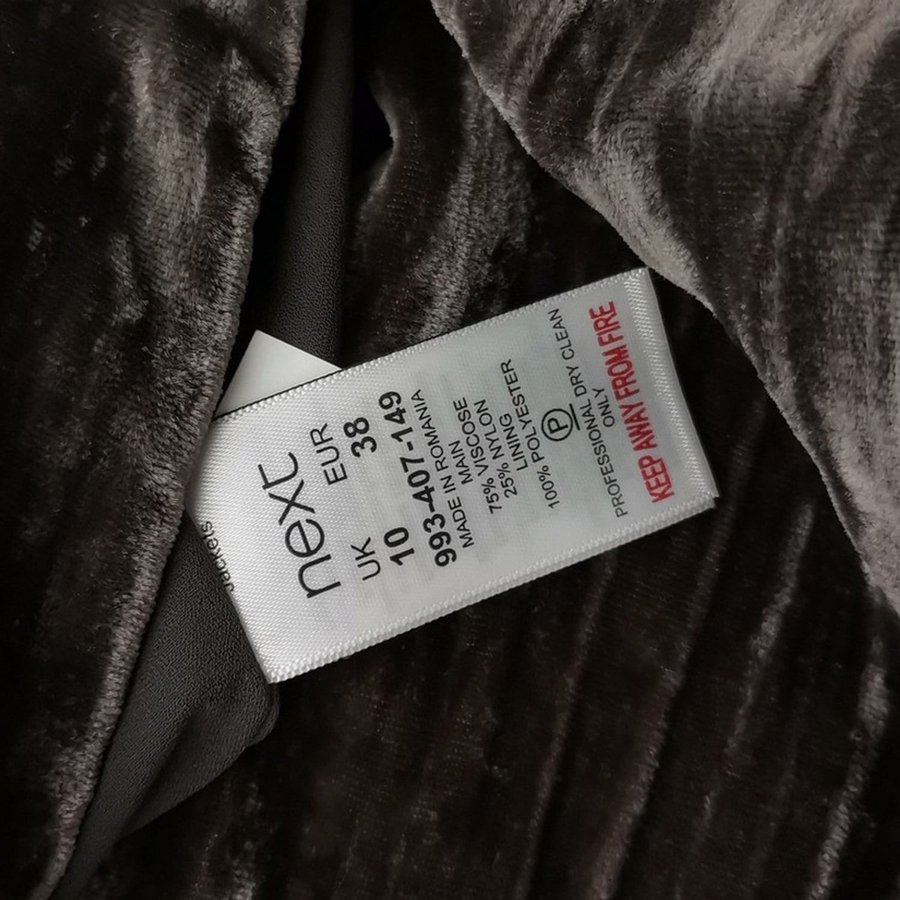 Jackets
next
UK EUR
10 38
993-407-149
MADE IN ROMANIA
MAIN
75% VISCOSE
25% NYLON
LINING
100% POLYESTER
P
PROFESSIONAL DRY CLEAN
ONLY
KEEP AWAY FROM FIRE